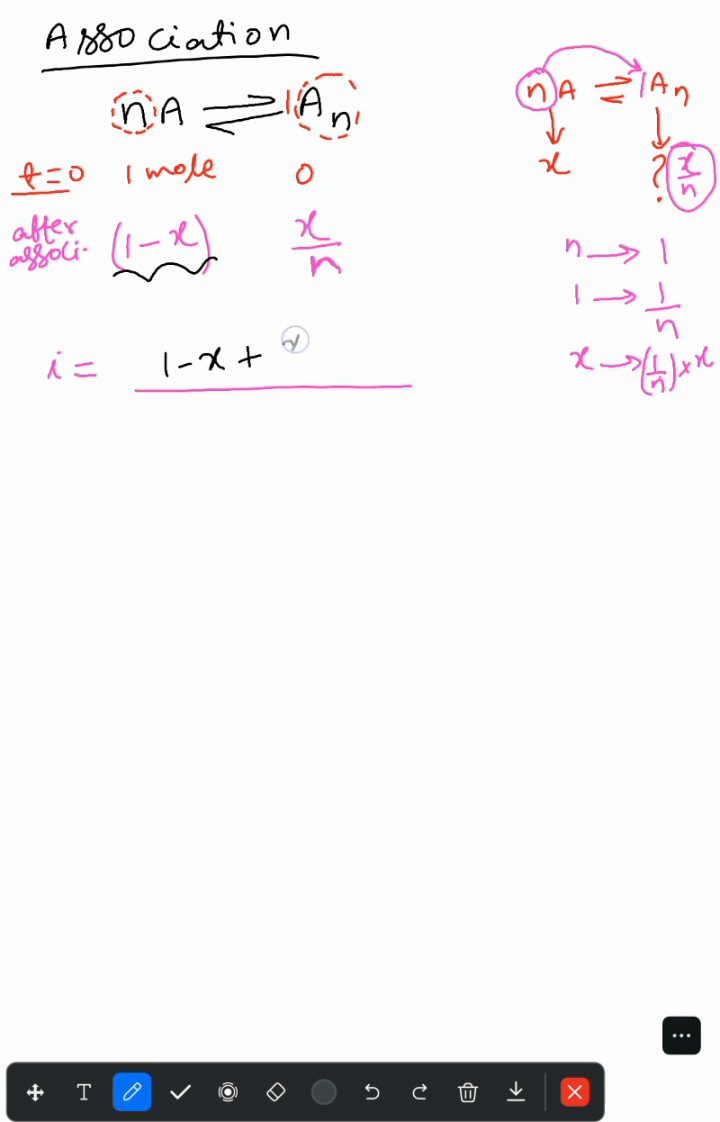 Association
nA ⇌ 1An
t=0 1 mole 0
after associ. (1-x) x/n
i = 1-x+
nA ⇌ 1An
x ? x/n
n → 1
1 → 1/n
x → (1/n) × x
T